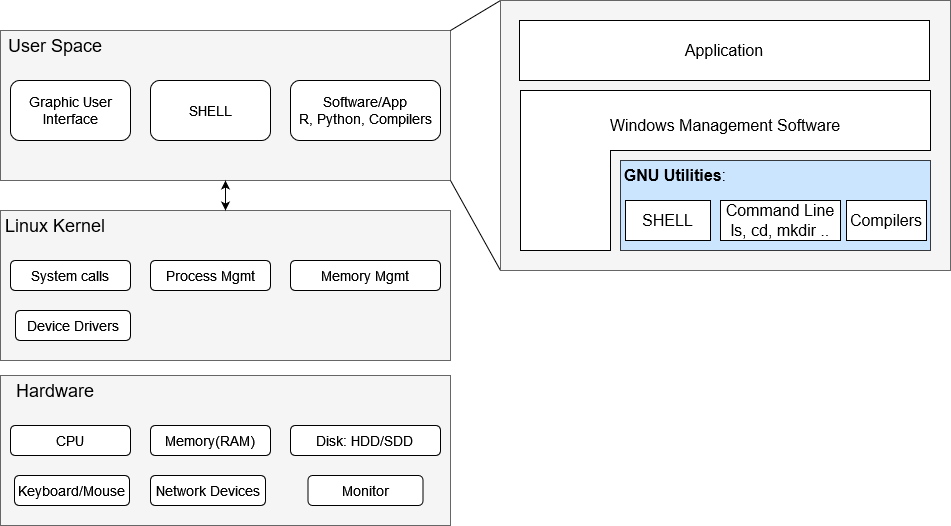 User Space
Graphic User
Interface
SHELL
Software/App
R, Python, Compilers
Linux Kernel
System calls
Process Mgmt
Memory Mgmt
Device Drivers
Hardware
CPU
Memory(RAM)
Disk: HDD/SDD
Keyboard/Mouse
Network Devices
Monitor
Application
Windows Management Software
GNU Utilities:
SHELL
Command Line
ls, cd, mkdir ..
Compilers